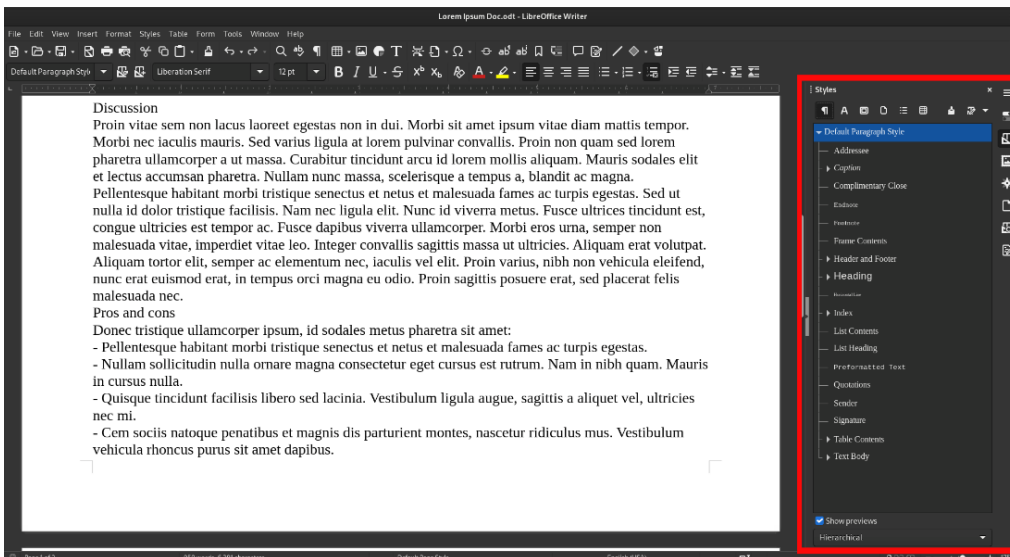 Lorem Ipsum Doc.odt - LibreOffice Writer
File Edit View Insert Format Styles Table Form Tools Window Help
Default Paragraph Style Liberation Serif 12 pt
Discussion
Proin vitae sem non lacus laoreet egestas non in dui. Morbi sit amet ipsum vitae diam mattis tempor.
Morbi nec iaculis mauris. Sed varius ligula at lorem pulvinar convallis. Proin non quam sed lorem
pharetra ullamcorper a ut massa. Curabitur tincidunt arcu id lorem mollis aliquam. Mauris sodales elit
et lectus accumsan pharetra. Nullam nunc massa, scelerisque a tempus a, blandit ac magna.
Pellentesque habitant morbi tristique senectus et netus et malesuada fames ac turpis egestas. Sed ut
nulla id dolor tristique facilisis. Nam nec ligula elit. Nunc id viverra metus. Fusce ultrices tincidunt est,
congue ultricies est tempor ac. Fusce dapibus viverra ullamcorper. Morbi eros urna, semper non
malesuada vitae, imperdiet vitae leo. Integer convallis sagittis massa ut ultricies. Aliquam erat volutpat.
Aliquam tortor elit, semper ac elementum nec, iaculis vel elit. Proin varius, nibh non vehicula eleifend,
nunc erat euismod erat, in tempus orci magna eu odio. Proin sagittis posuere erat, sed placerat felis
malesuada nec.
Pros and cons
Donec tristique ullamcorper ipsum, id sodales metus pharetra sit amet:
- Pellentesque habitant morbi tristique senectus et netus et malesuada fames ac turpis egestas.
- Nullam sollicitudin nulla ornare magna consectetur eget cursus est rutrum. Nam in nibh quam. Mauris
in cursus nulla.
- Quisque tincidunt facilisis libero sed lacinia. Vestibulum ligula augue, sagittis a aliquet vel, ultricies
nec mi.
- Cem sociis natoque penatibus et magnis dis parturient montes, nascetur ridiculus mus. Vestibulum
vehicula rhoncus purus sit amet dapibus.
Styles
Default Paragraph Style
Addressee
Caption
Complimentary Close
Endnote
Footnote
Frame Contents
Header and Footer
Heading
Index
List Contents
List Heading
Preformatted Text
Quotations
Sender
Signature
Table Contents
Text Body
Show previews
Hierarchical